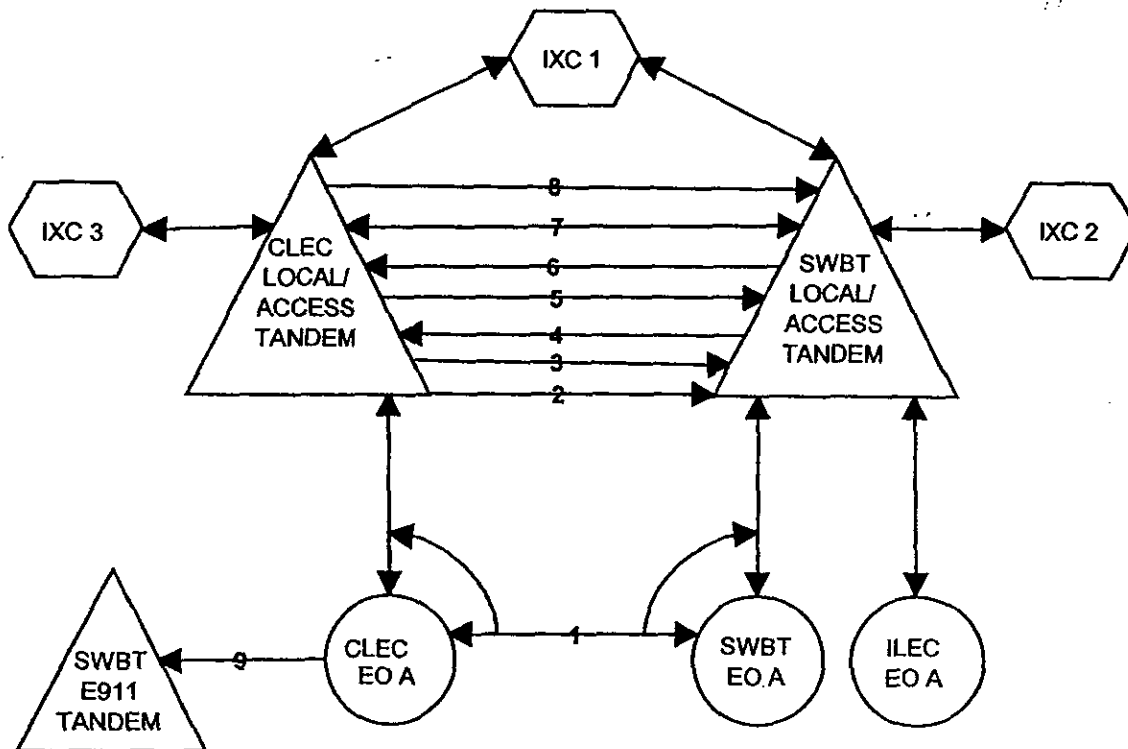 IXC 1
8
IXC 3
7
IXC 2
CLEC
LOCAL/
ACCESS
TANDEM
6
5
4
3
2
SWBT
LOCAL/
ACCESS
TANDEM
SWBT
E911
TANDEM
9
CLEC
EO A
1
SWBT
EO.A
ILEC
EO A